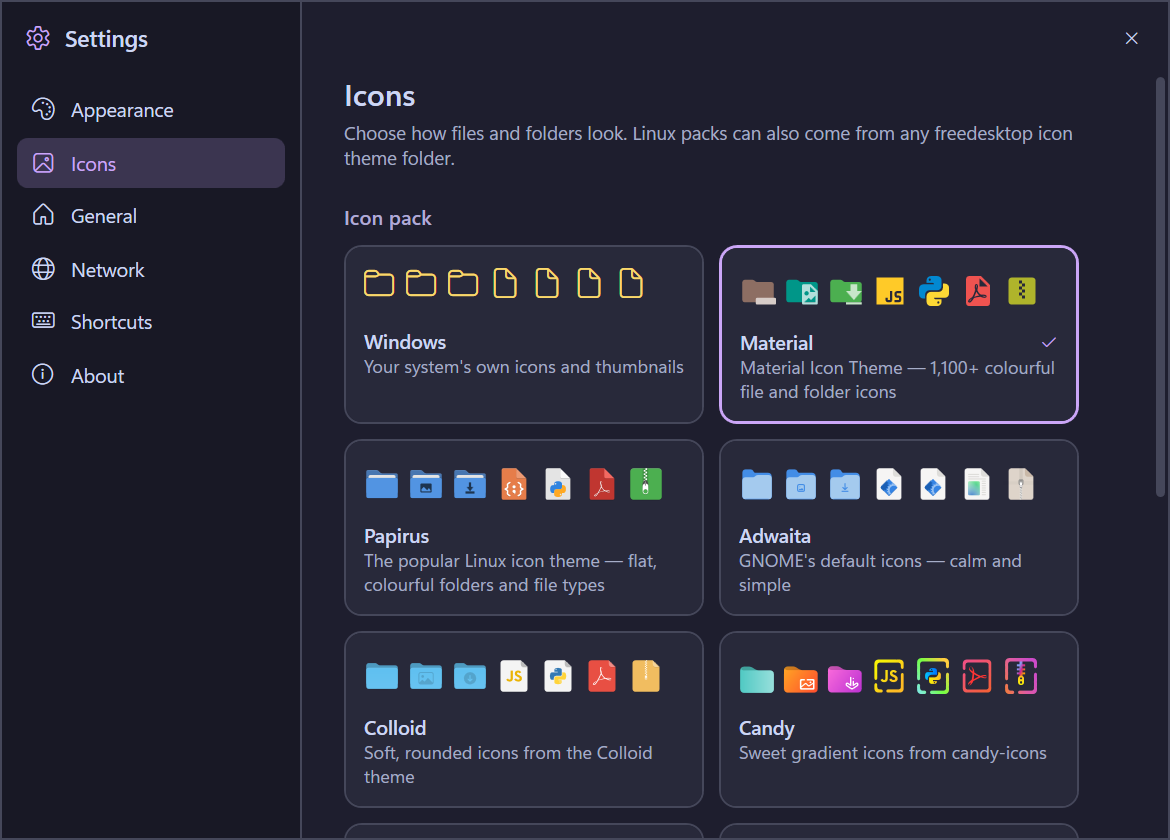 Settings
Appearance
Icons
General
Network
Shortcuts
About
Icons
Choose how files and folders look. Linux packs can also come from any freedesktop icon
theme folder.
Icon pack
Windows
Your system's own icons and thumbnails
JS
Material
Material Icon Theme — 1,100+ colourful
file and folder icons
{:}
Papirus
The popular Linux icon theme — flat,
colourful folders and file types
Adwaita
GNOME's default icons — calm and
simple
JS
Colloid
Soft, rounded icons from the Colloid
theme
JS
Candy
Sweet gradient icons from candy-icons